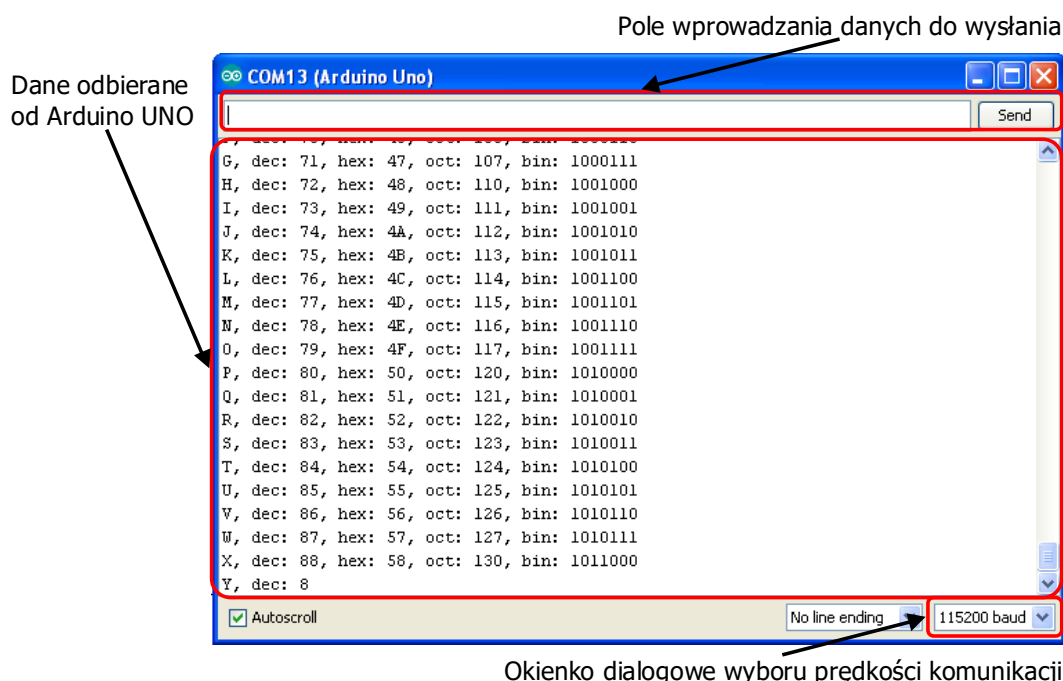 Pole wprowadzania danych do wysłania
Dane odbierane
od Arduino UNO
COM13 (Arduino Uno)
Send
G, dec: 71, hex: 47, oct: 107, bin: 1000111
H, dec: 72, hex: 48, oct: 110, bin: 1001000
I, dec: 73, hex: 49, oct: 111, bin: 1001001
J, dec: 74, hex: 4A, oct: 112, bin: 1001010
K, dec: 75, hex: 4B, oct: 113, bin: 1001011
L, dec: 76, hex: 4C, oct: 114, bin: 1001100
M, dec: 77, hex: 4D, oct: 115, bin: 1001101
N, dec: 78, hex: 4E, oct: 116, bin: 1001110
O, dec: 79, hex: 4F, oct: 117, bin: 1001111
P, dec: 80, hex: 50, oct: 120, bin: 1010000
Q, dec: 81, hex: 51, oct: 121, bin: 1010001
R, dec: 82, hex: 52, oct: 122, bin: 1010010
S, dec: 83, hex: 53, oct: 123, bin: 1010011
T, dec: 84, hex: 54, oct: 124, bin: 1010100
U, dec: 85, hex: 55, oct: 125, bin: 1010101
V, dec: 86, hex: 56, oct: 126, bin: 1010110
W, dec: 87, hex: 57, oct: 127, bin: 1010111
X, dec: 88, hex: 58, oct: 130, bin: 1011000
Y, dec: 8
Autoscroll
No line ending
115200 baud
Okienko dialogowe wyboru prędkości komunikacji